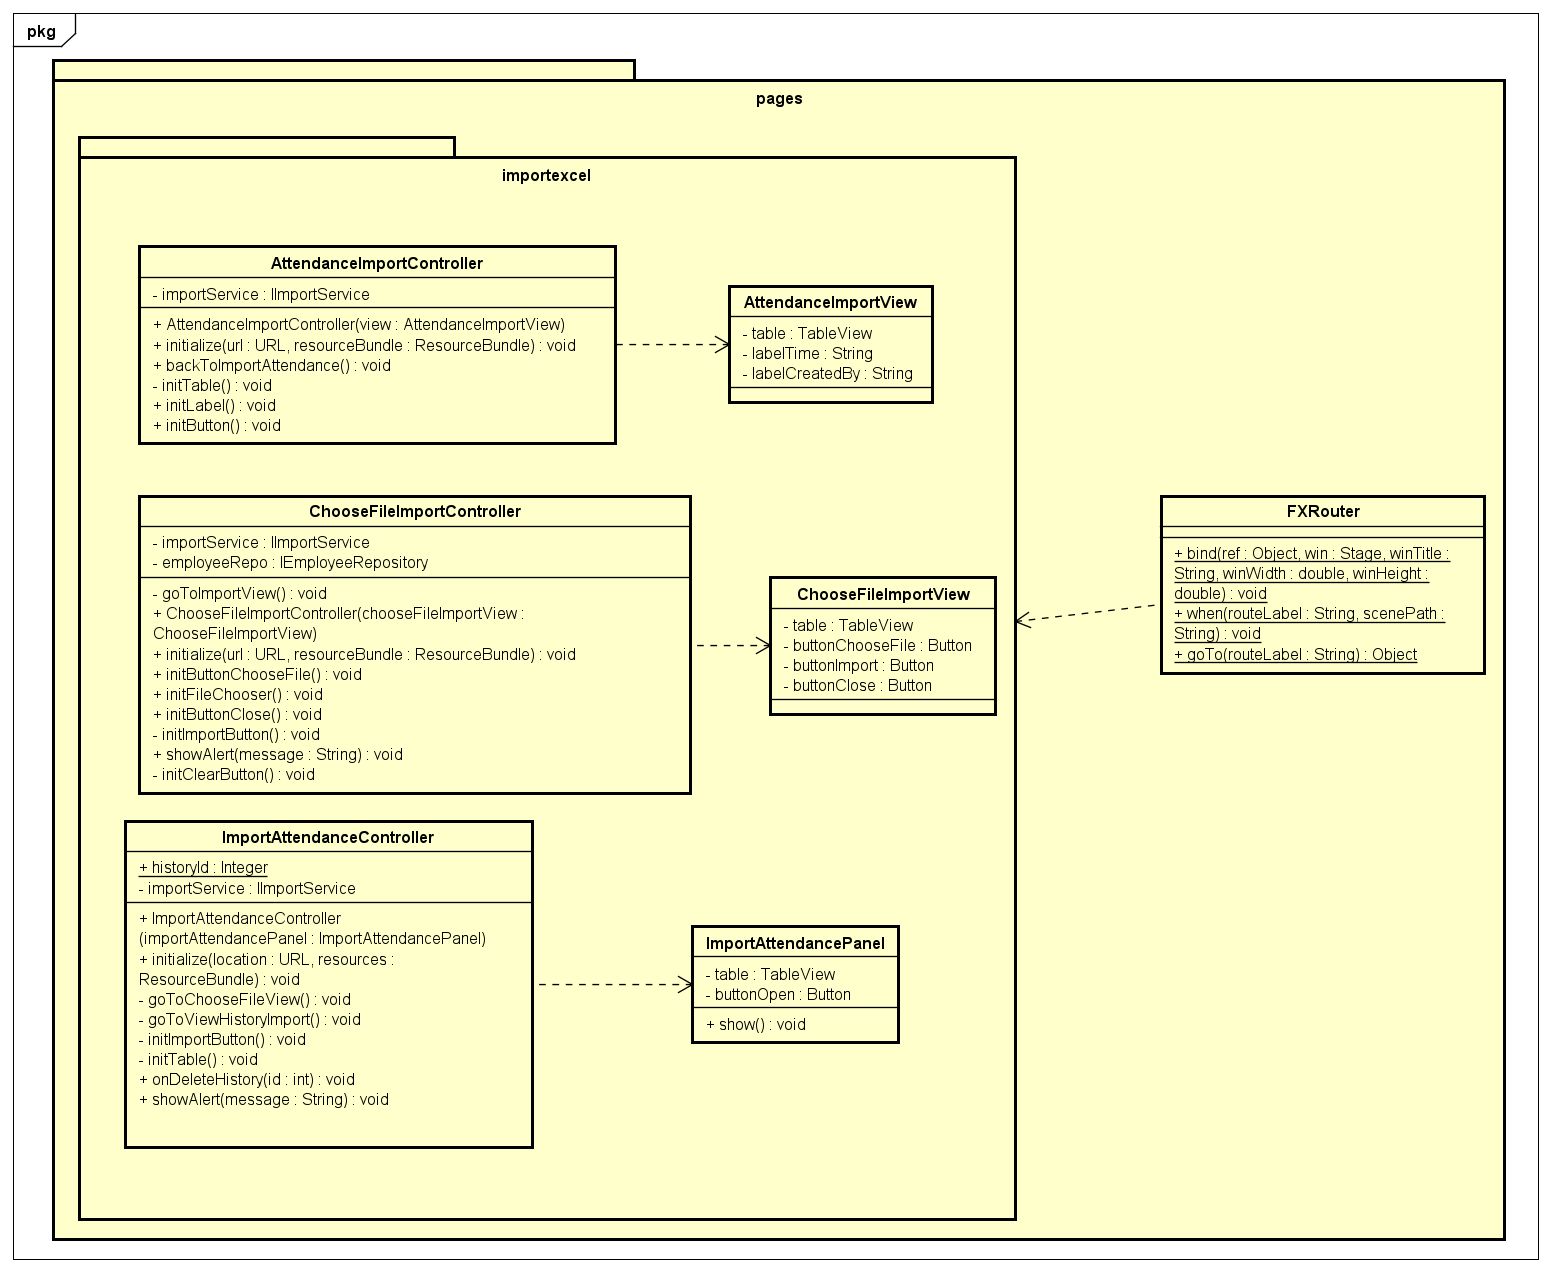 pkg
pages
importexcel
AttendanceImportController
- importService : IImportService
+ AttendanceImportController(view : AttendanceImportView)
+ initialize(url : URL, resourceBundle : ResourceBundle) : void
+ backToImportAttendance() : void
- initTable() : void
+ initLabel() : void
+ initButton() : void
AttendanceImportView
- table : TableView
- labelTime : String
- labelCreatedBy : String
ChooseFileImportController
- importService : IImportService
- employeeRepo : IEmployeeRepository
- goToImportView() : void
+ ChooseFileImportController(chooseFileImportView :
ChooseFileImportView)
+ initialize(url : URL, resourceBundle : ResourceBundle) : void
+ initButtonChooseFile() : void
+ initFileChooser() : void
+ initButtonClose() : void
- initImportButton() : void
+ showAlert(message : String) : void
- initClearButton() : void
ChooseFileImportView
- table : TableView
- buttonChooseFile : Button
- buttonImport : Button
- buttonClose : Button
FXRouter
+ bind(ref : Object, win : Stage, winTitle :
String, winWidth : double, winHeight :
double) : void
+ when(routeLabel : String, scenePath :
String) : void
+ goTo(routeLabel : String) : Object
ImportAttendanceController
+ historyId : Integer
- importService : IImportService
+ ImportAttendanceController
(importAttendancePanel : ImportAttendancePanel)
+ initialize(location : URL, resources :
ResourceBundle) : void
- goToChooseFileView() : void
- goToViewHistoryImport() : void
- initImportButton() : void
- initTable() : void
+ onDeleteHistory(id : int) : void
+ showAlert(message : String) : void
ImportAttendancePanel
- table : TableView
- buttonOpen : Button
+ show() : void